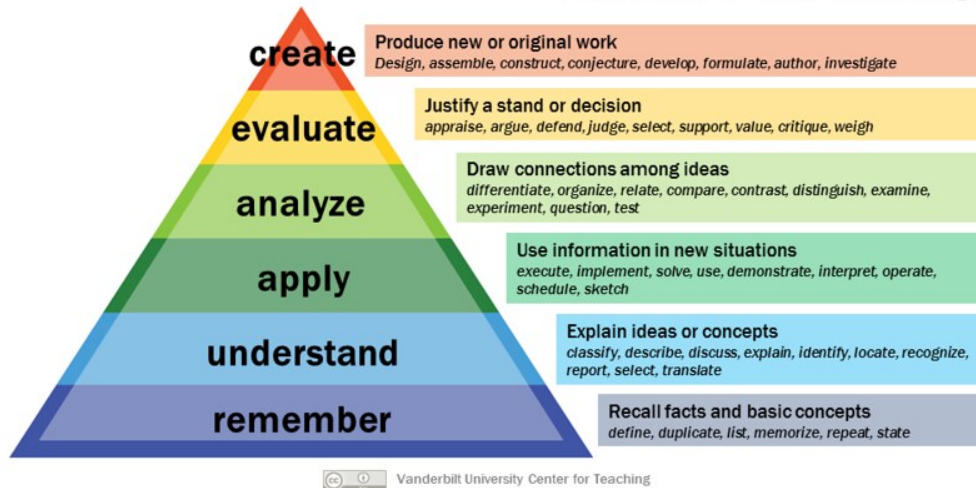 create
Produce new or original work
Design, assemble, construct, conjecture, develop, formulate, author, investigate
evaluate
Justify a stand or decision
appraise, argue, defend, judge, select, support, value, critique, weigh
analyze
Draw connections among ideas
differentiate, organize, relate, compare, contrast, distinguish, examine,
experiment, question, test
apply
Use information in new situations
execute, implement, solve, use, demonstrate, interpret, operate,
schedule, sketch
understand
Explain ideas or concepts
classify, describe, discuss, explain, identify, locate, recognize,
report, select, translate
remember
Recall facts and basic concepts
define, duplicate, list, memorize, repeat, state
cc
Vanderbilt University Center for Teaching